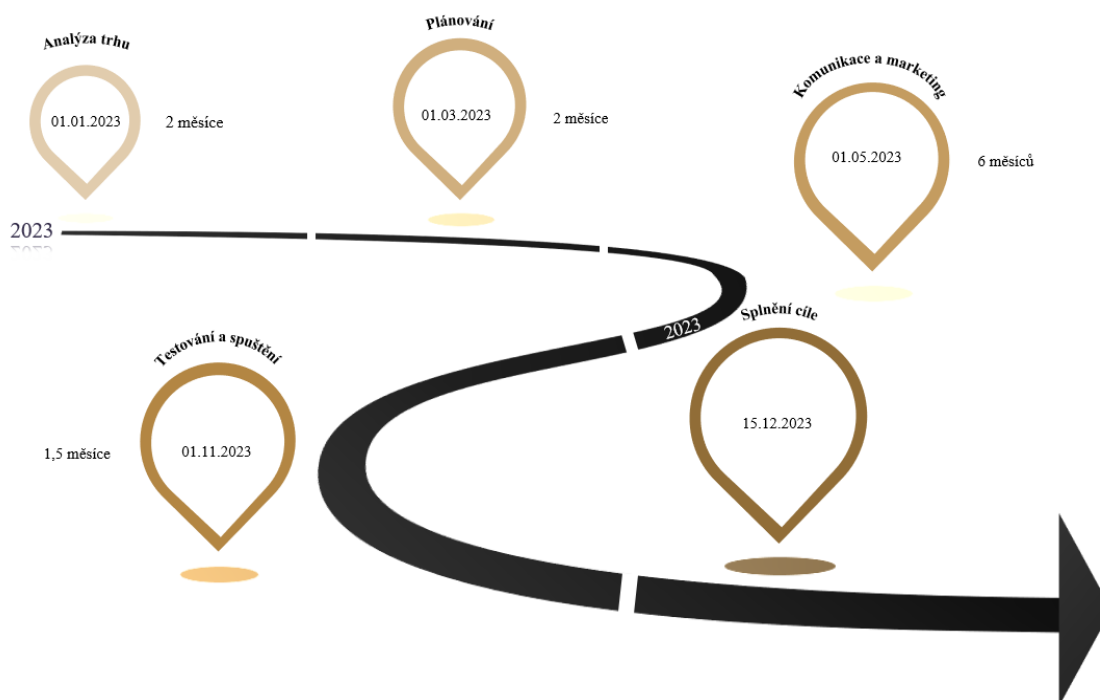 Analýza trhu
01.01.2023
2 měsíce
Plánování
01.03.2023
2 měsíce
Komunikace a marketing
01.05.2023
6 měsíců
2023
2023
Testování a spuštění
01.11.2023
1,5 měsíce
Splnění cíle
15.12.2023